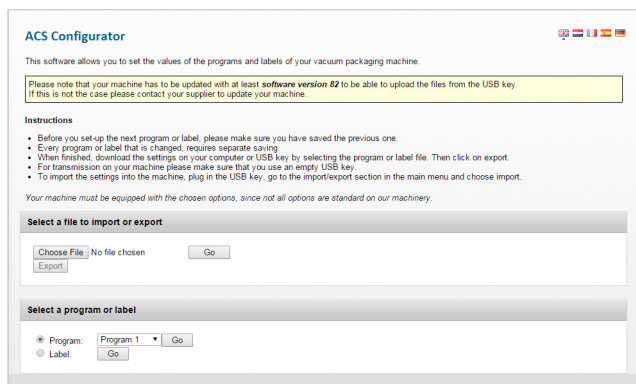 ACS Configurator
This software allows you to set the values of the programs and labels of your vacuum packaging machine.
Please note that your machine has to be updated with at least software version 82 to be able to upload the files from the USB key.
If this is not the case please contact your supplier to update your machine.
Instructions
• Before you set-up the next program or label, please make sure you have saved the previous one.
• Every program or label that is changed, requires separate saving.
• When finished, download the settings on your computer or USB key by selecting the program or label file. Then click on export.
• For transmission on your machine please make sure that you use an empty USB key.
• To import the settings into the machine, plug in the USB key, go to the import/export section in the main menu and choose import.
Your machine must be equipped with the chosen options, since not all options are standard on our machinery.
Select a file to import or export
Choose File No file chosen Go
Export
Select a program or label
Program: Program 1 Go
Label: Go